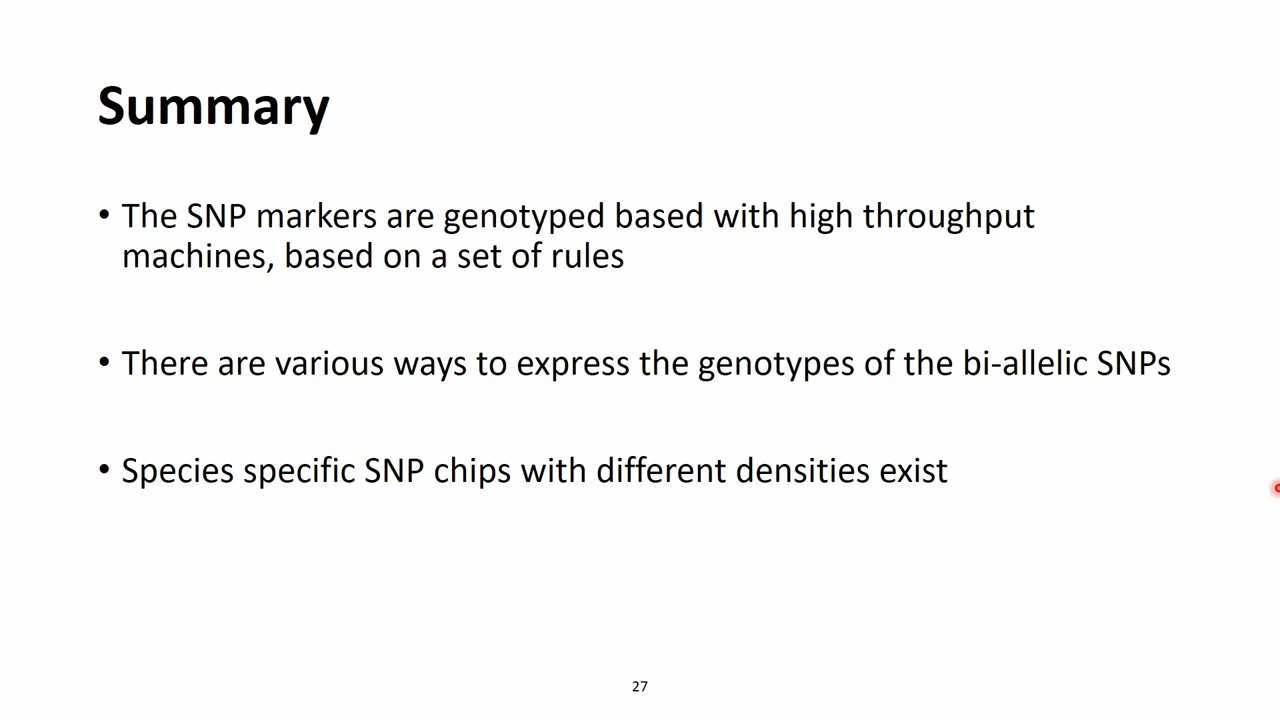 Summary
• The SNP markers are genotyped based with high throughput
machines, based on a set of rules
• There are various ways to express the genotypes of the bi-allelic SNPs
• Species specific SNP chips with different densities exist
27